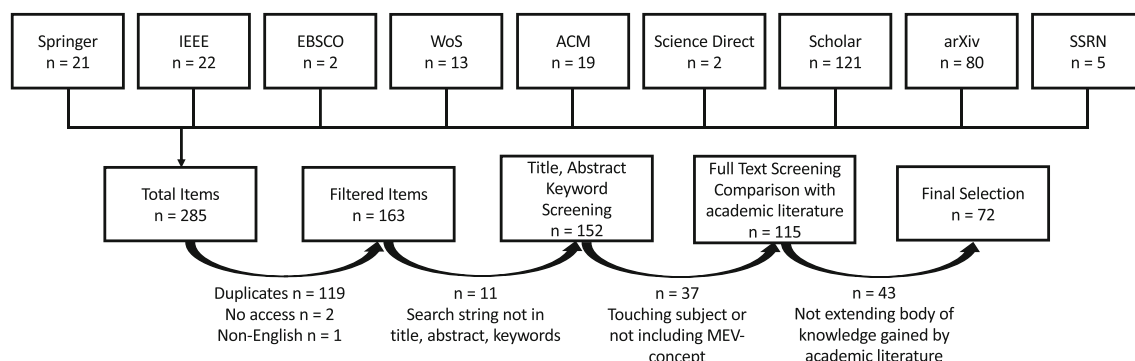 Springer
n = 21
IEEE
n = 22
EBSCO
n = 2
WoS
n = 13
ACM
n = 19
Science Direct
n = 2
Scholar
n = 121
arXiv
n = 80
SSRN
n = 5
Total Items
n = 285
Filtered Items
n = 163
Title, Abstract
Keyword
Screening
n = 152
Full Text Screening
Comparison with
academic literature
n = 115
Final Selection
n = 72
Duplicates n = 119
No access n = 2
Non-English n = 1
n = 11
Search string not in
title, abstract, keywords
n = 37
Touching subject or
not including MEV-
concept
n = 43
Not extending body of
knowledge gained by
academic literature